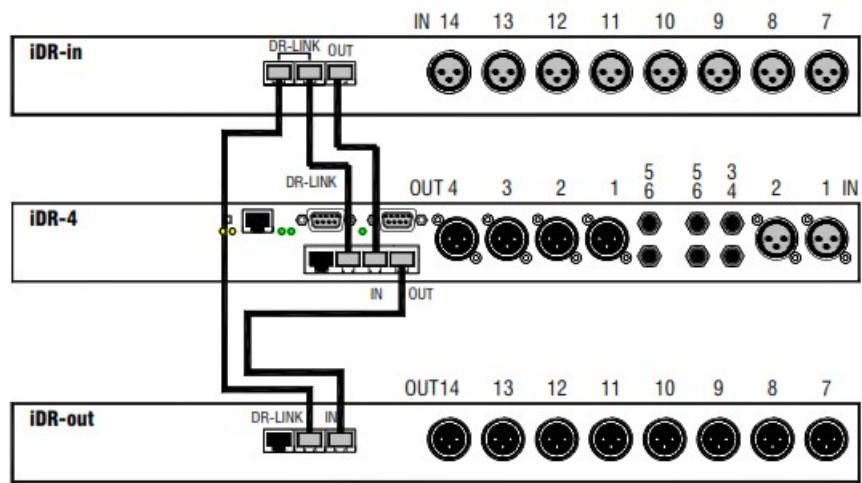 IN 14 13 12 11 10 9 8 7
iDR-in
DR-LINK OUT
DR-LINK
OUT 4 3 2 1 5 6 5 6 3 4 2 1 IN
iDR-4
IN OUT
OUT14 13 12 11 10 9 8 7
iDR-out
DR-LINK IN